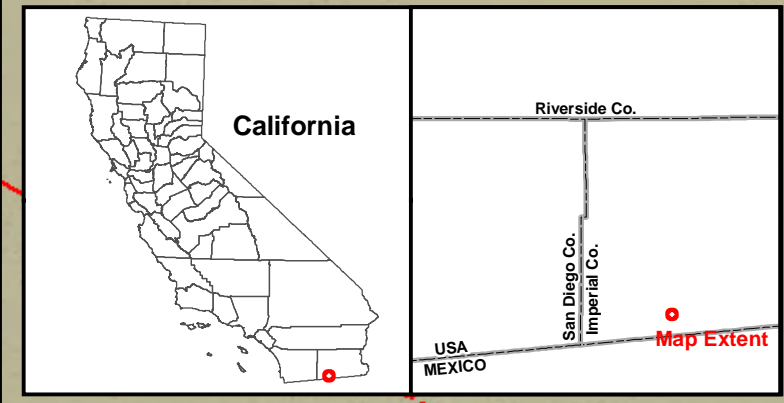 California
Riverside Co.
San Diego Co.
Imperial Co.
Map Extent
USA
MEXICO